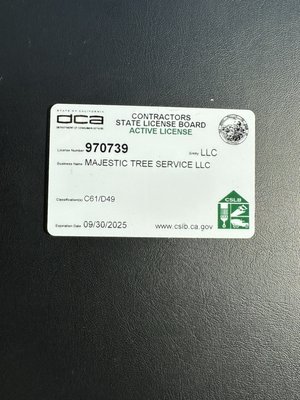 STATE OF CALIFORNIA
dca
DEPARTMENT OF CONSUMER AFFAIRS
CONTRACTORS
STATE LICENSE BOARD
ACTIVE LICENSE
License Number 970739
Entity LLC
Business Name MAJESTIC TREE SERVICE LLC
Classification(s) C61/D49
CSLB
Expiration Date 09/30/2025
www.cslb.ca.gov